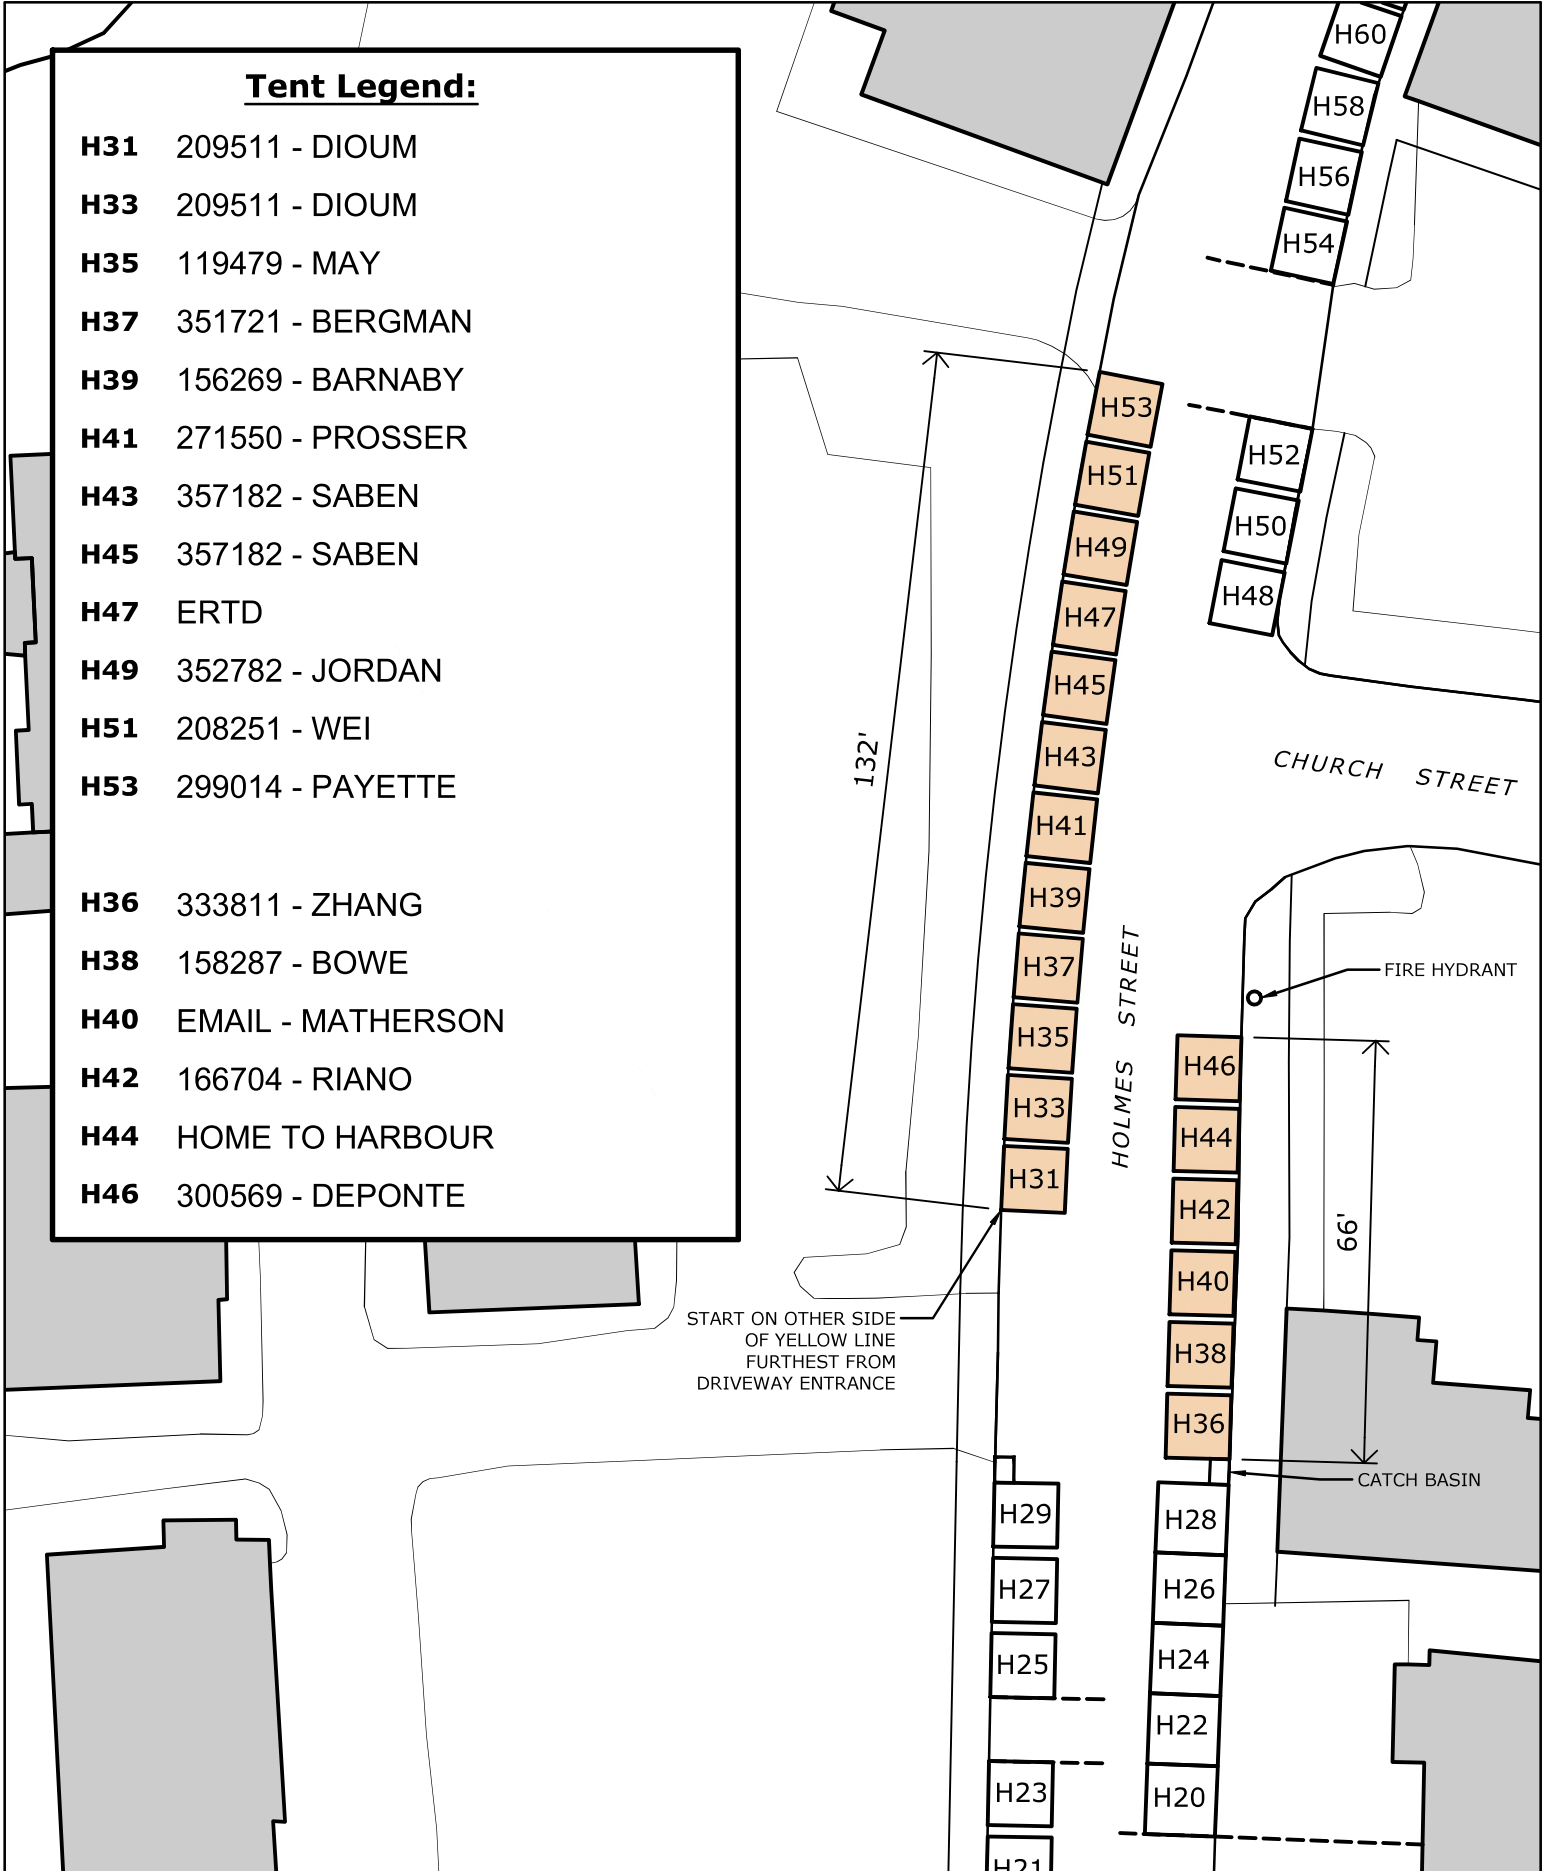 Tent Legend:
H31 209511 - DIOUM
H33 209511 - DIOUM
H35 119479 - MAY
H37 351721 - BERGMAN
H39 156269 - BARNABY
H41 271550 - PROSSER
H43 357182 - SABEN
H45 357182 - SABEN
H47 ERTD
H49 352782 - JORDAN
H51 208251 - WEI
H53 299014 - PAYETTE
H36 333811 - ZHANG
H38 158287 - BOWE
H40 EMAIL - MATHERSON
H42 166704 - RIANO
H44 HOME TO HARBOUR
H46 300569 - DEPONTE
H60
H58
H56
H54
H53
H51
H49
H47
H45
H43
H41
H39
H37
H35
H33
H31
132'
H52
H50
H48
CHURCH STREET
HOLMES STREET
FIRE HYDRANT
H46
H44
H42
H40
H38
H36
66'
START ON OTHER SIDE
OF YELLOW LINE
FURTHEST FROM
DRIVEWAY ENTRANCE
CATCH BASIN
H29
H27
H25
H23
H21
H28
H26
H24
H22
H20